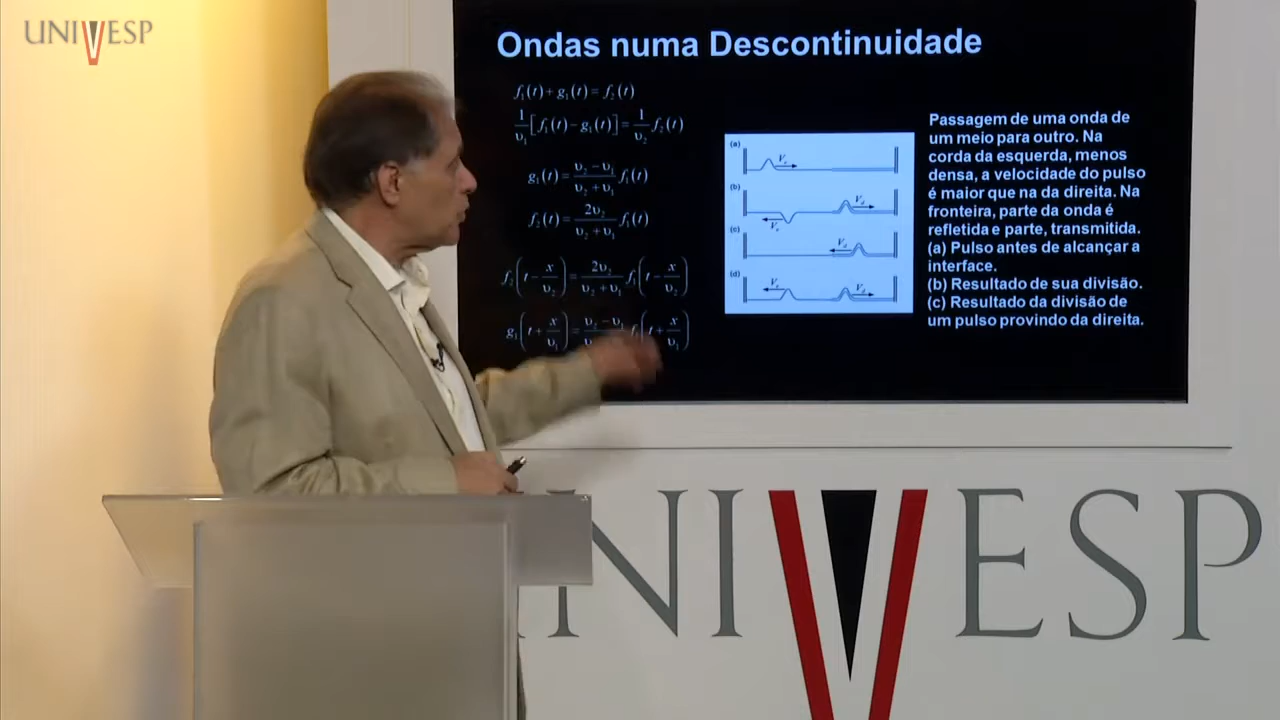 UNIVESP
Ondas numa Descontinuidade
f₁(t) + g₁(t) = f₂(t)
1/υ₁ [f₁(t) − g₁(t)] = 1/υ₂ f₂(t)
g₁(t) = (υ₂ − υ₁)/(υ₂ + υ₁) f₁(t)
f₂(t) = 2υ₂/(υ₂ + υ₁) f₁(t)
f₂(t − x/υ₂) = 2υ₂/(υ₂ + υ₁) f₁(t − x/υ₂)
g₁(t + x/υ₁) = (t + x/υ₁)
(a)
(b)
(c)
(d)
Passagem de uma onda de
um meio para outro. Na
corda da esquerda, menos
densa, a velocidade do pulso
é maior que na da direita. Na
fronteira, parte da onda é
refletida e parte, transmitida.
(a) Pulso antes de alcançar a
interface.
(b) Resultado de sua divisão.
(c) Resultado da divisão de
um pulso provindo da direita.
UNIVESP